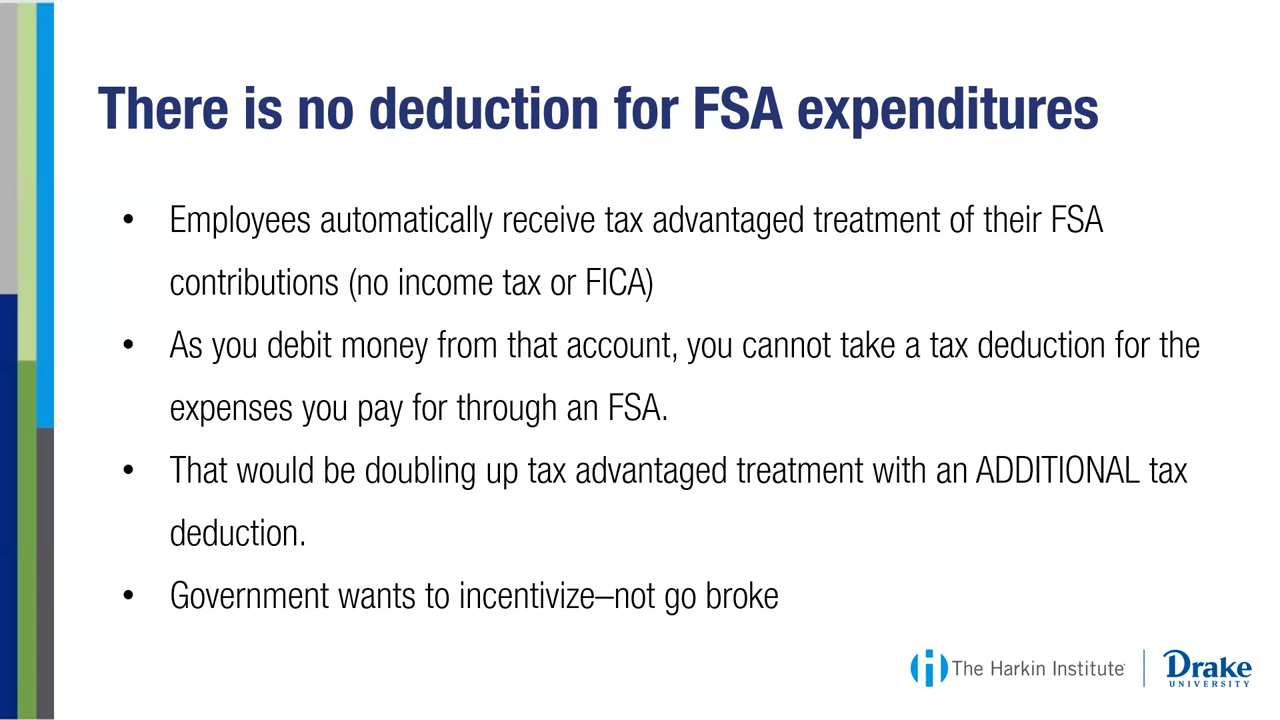 There is no deduction for FSA expenditures
• Employees automatically receive tax advantaged treatment of their FSA
contributions (no income tax or FICA)
• As you debit money from that account, you cannot take a tax deduction for the
expenses you pay for through an FSA.
• That would be doubling up tax advantaged treatment with an ADDITIONAL tax
deduction.
• Government wants to incentivize–not go broke
The Harkin Institute
Drake
UNIVERSITY